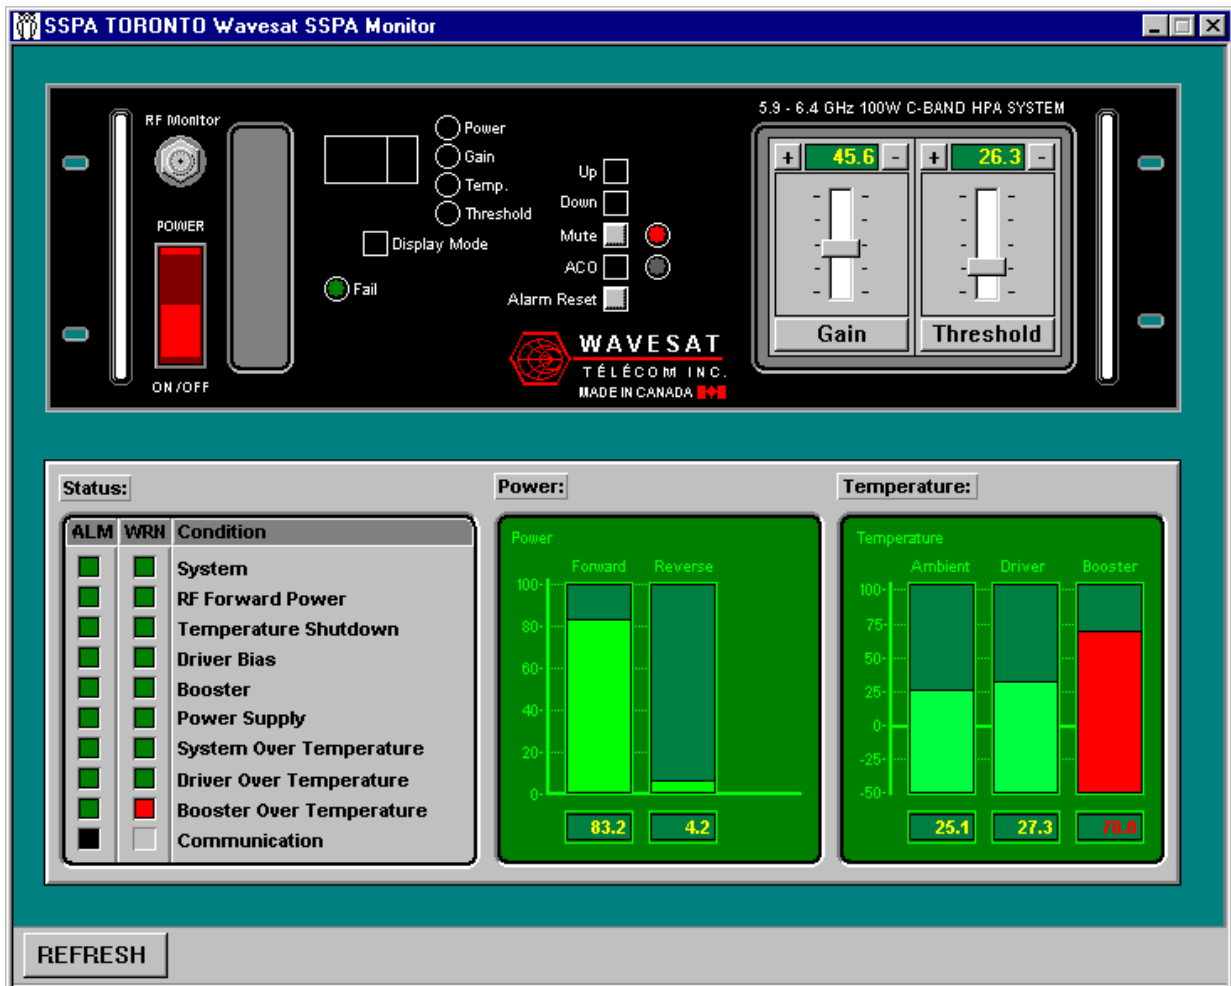 SSPA TORONTO Wavesat SSPA Monitor
RF Monitor
POWER
ON/OFF
Power
Gain
Temp.
Threshold
Display Mode
Fail
Up
Down
Mute
ACO
Alarm Reset
WAVESAT
TÉLÉCOM INC.
MADE IN CANADA
5.9 - 6.4 GHz 100W C-BAND HPA SYSTEM
+ 45.6 - + 26.3 -
Gain Threshold
Status:
ALM WRN Condition
System
RF Forward Power
Temperature Shutdown
Driver Bias
Booster
Power Supply
System Over Temperature
Driver Over Temperature
Booster Over Temperature
Communication
Power:
Power
Forward Reverse
100-
80-
60-
40-
20-
0-
83.2 4.2
Temperature:
Temperature
Ambient Driver Booster
100-
75-
50-
25-
0-
-25-
-50-
25.1 27.3
REFRESH